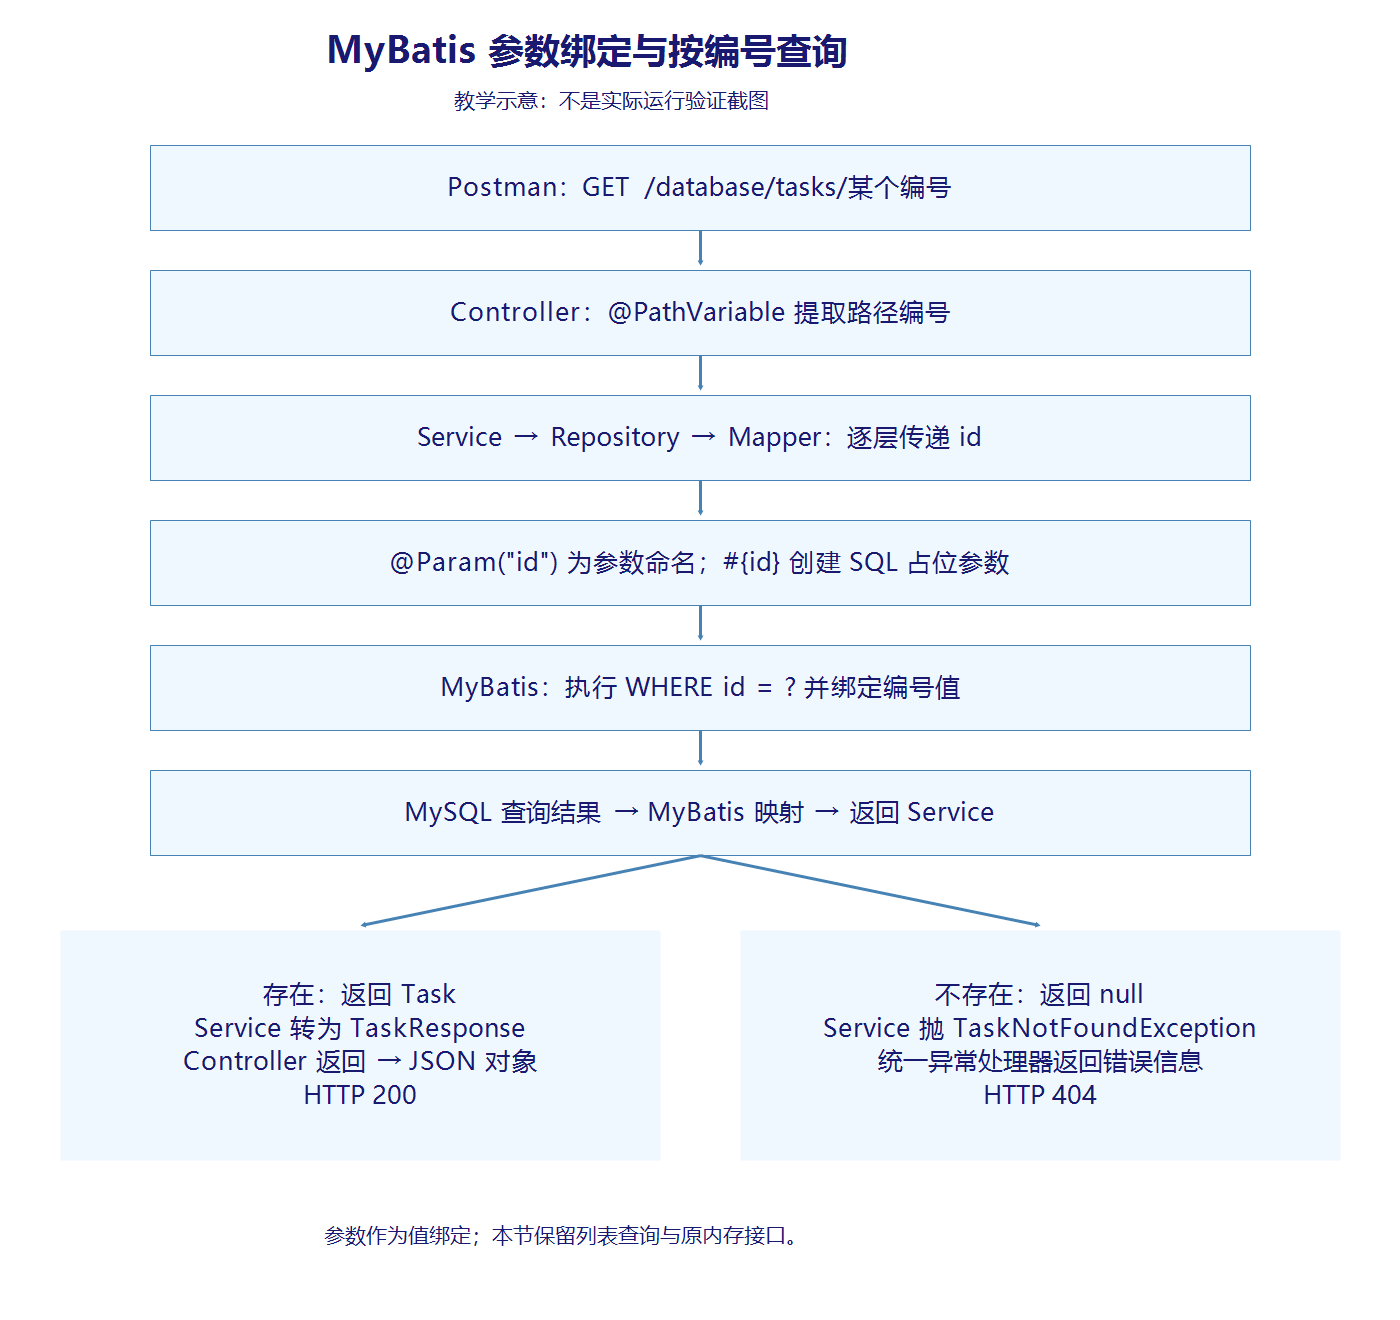 MyBatis 参数绑定与按编号查询
教学示意：不是实际运行验证截图
Postman：GET /database/tasks/某个编号
Controller：@PathVariable 提取路径编号
Service → Repository → Mapper：逐层传递 id
@Param("id") 为参数命名；#{id} 创建 SQL 占位参数
MyBatis：执行 WHERE id = ? 并绑定编号值
MySQL 查询结果 → MyBatis 映射 → 返回 Service
存在：返回 Task
Service 转为 TaskResponse
Controller 返回 → JSON 对象
HTTP 200
不存在：返回 null
Service 抛 TaskNotFoundException
统一异常处理器返回错误信息
HTTP 404
参数作为值绑定；本节保留列表查询与原内存接口。